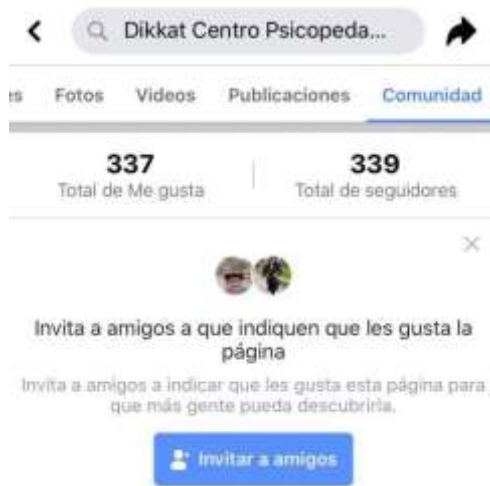 Dikkat Centro Psicopeda...
Fotos Videos Publicaciones Comunidad
337 339
Total de Me gusta Total de seguidores
Invita a amigos a que indiquen que les gusta la
página
Invita a amigos a indicar que les gusta esta página para
que más gente pueda descubrirla.
Invitar a amigos